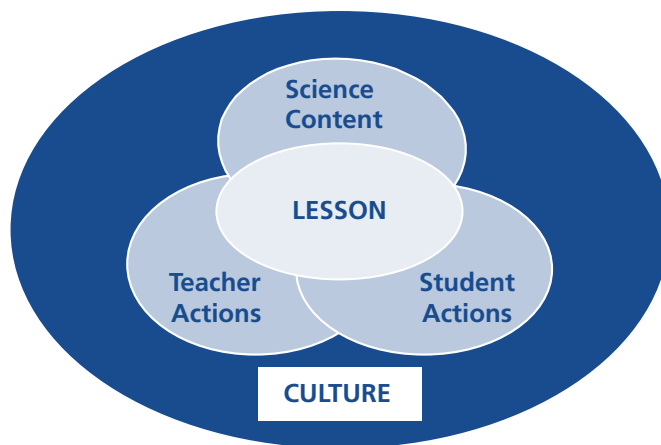 Science
Content
LESSON
Teacher
Actions
Student
Actions
CULTURE